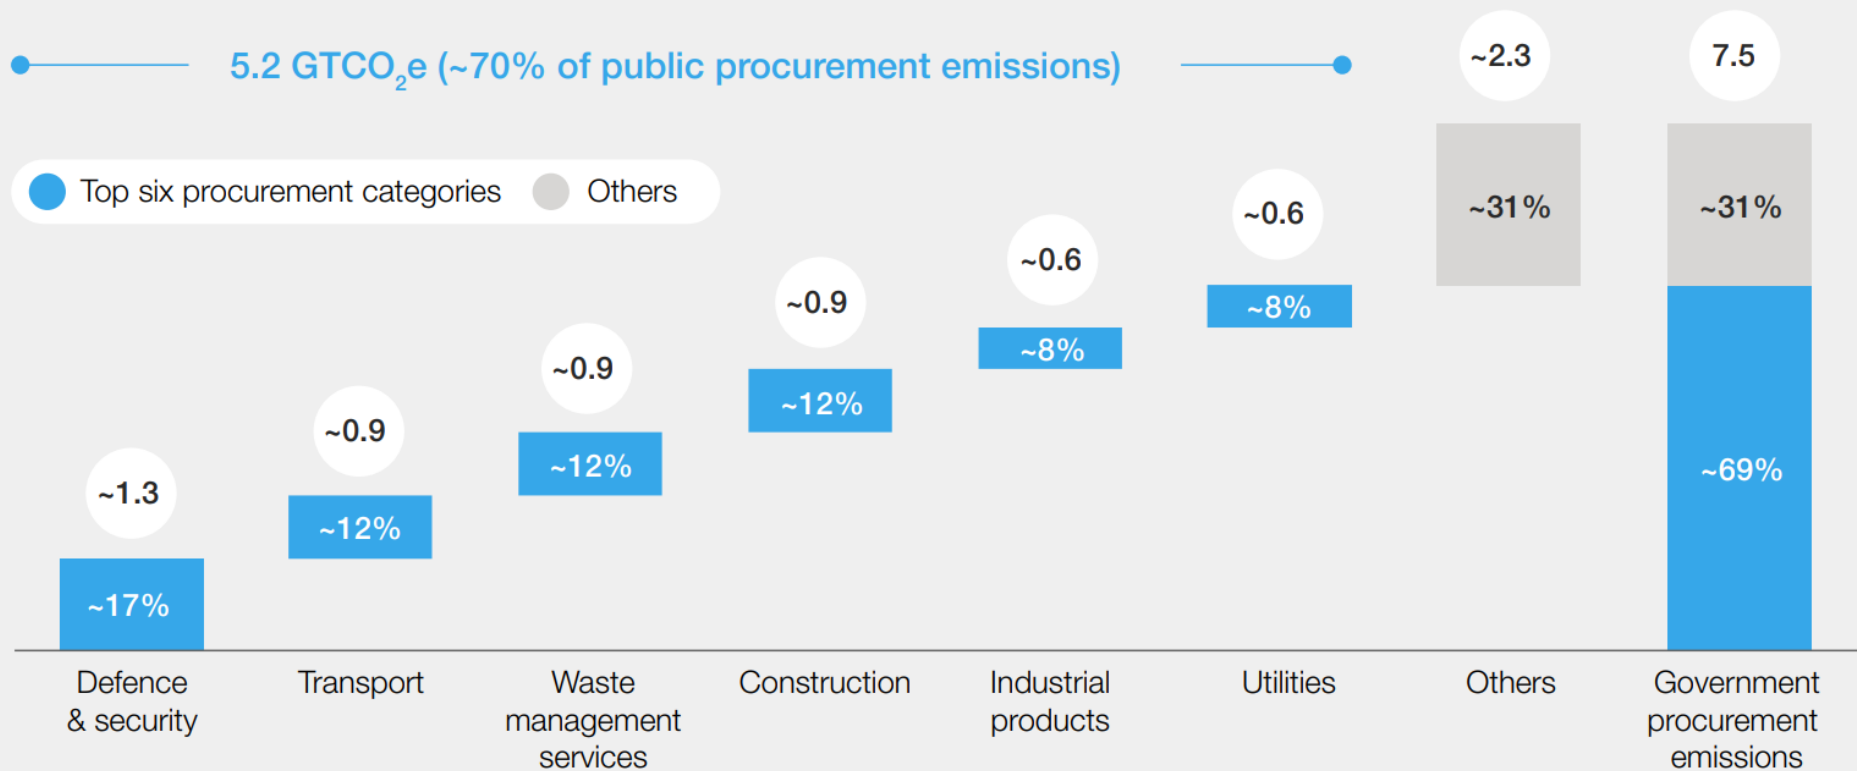 5.2 GTCO₂e (~70% of public procurement emissions)
~2.3
7.5
Top six procurement categories
Others
~1.3
~0.9
~0.9
~0.9
~0.6
~0.6
~17%
~12%
~12%
~12%
~8%
~8%
~31%
~31%
~69%
Defence
& security
Transport
Waste
management
services
Construction
Industrial
products
Utilities
Others
Government
procurement
emissions